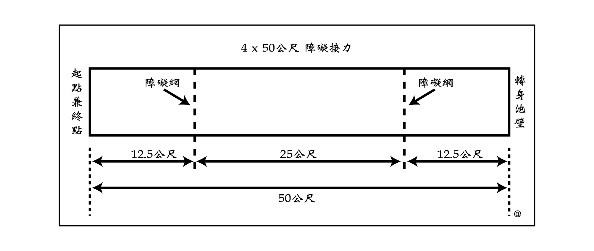 4 x 50公尺 障礙接力
起點兼終點
障礙網
障礙網
轉身池壁
12.5公尺
25公尺
12.5公尺
50公尺
@